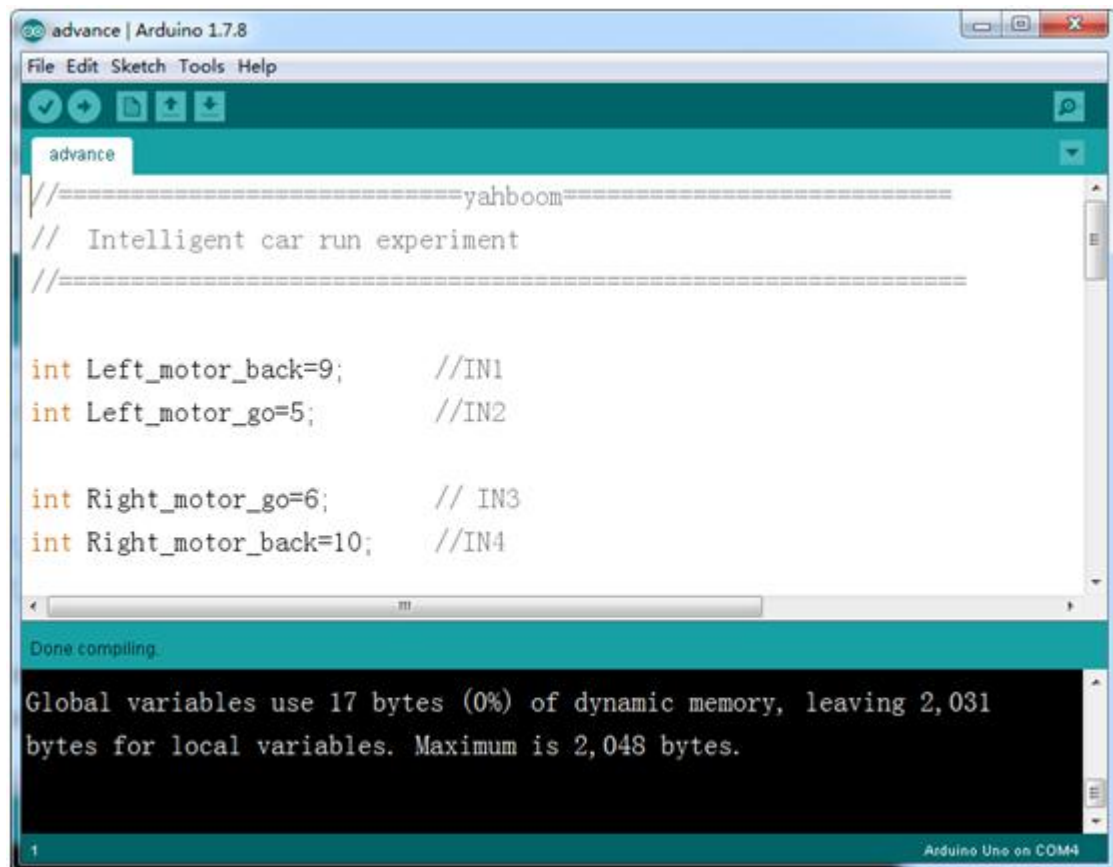 advance | Arduino 1.7.8
File Edit Sketch Tools Help
advance
//============================yahboom===========================
// Intelligent car run experiment
//===============================================================
int Left_motor_back=9; //IN1
int Left_motor_go=5; //IN2
int Right_motor_go=6; // IN3
int Right_motor_back=10; //IN4
Done compiling.
Global variables use 17 bytes (0%) of dynamic memory, leaving 2,031
bytes for local variables. Maximum is 2,048 bytes.
1 Arduino Uno on COM4